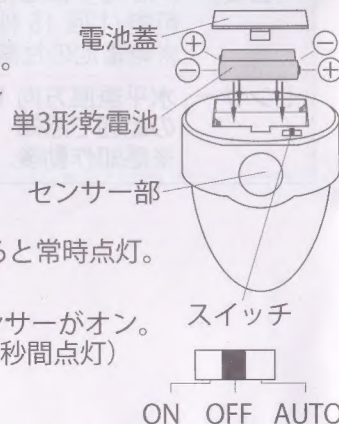 電池蓋
。
⊕ ⊖
⊖ ⊕
単3形乾電池
センサー部
ると常時点灯。
ンサーがオン。
秒間点灯）
スイッチ
ON OFF AUTO